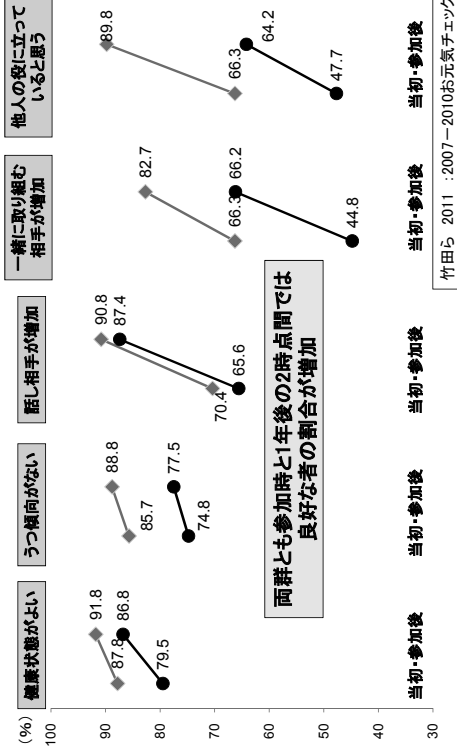 (%)
100
90
80
70
60
50
40
30
健康状態がよい
うつ傾向がない
話し相手が増加
一緒に取り組む
相手が増加
他人の役に立って
いると思う
87.8
91.8
79.5
86.8
85.7
88.8
74.8
77.5
70.4
90.8
65.6
87.4
66.3
82.7
44.8
66.2
66.3
89.8
47.7
64.2
両群とも参加時と1年後の2時点間では
良好な者の割合が増加
当初・参加後
当初・参加後
当初・参加後
当初・参加後
当初・参加後
竹田ら 2011 :2007－2010お元気チェック